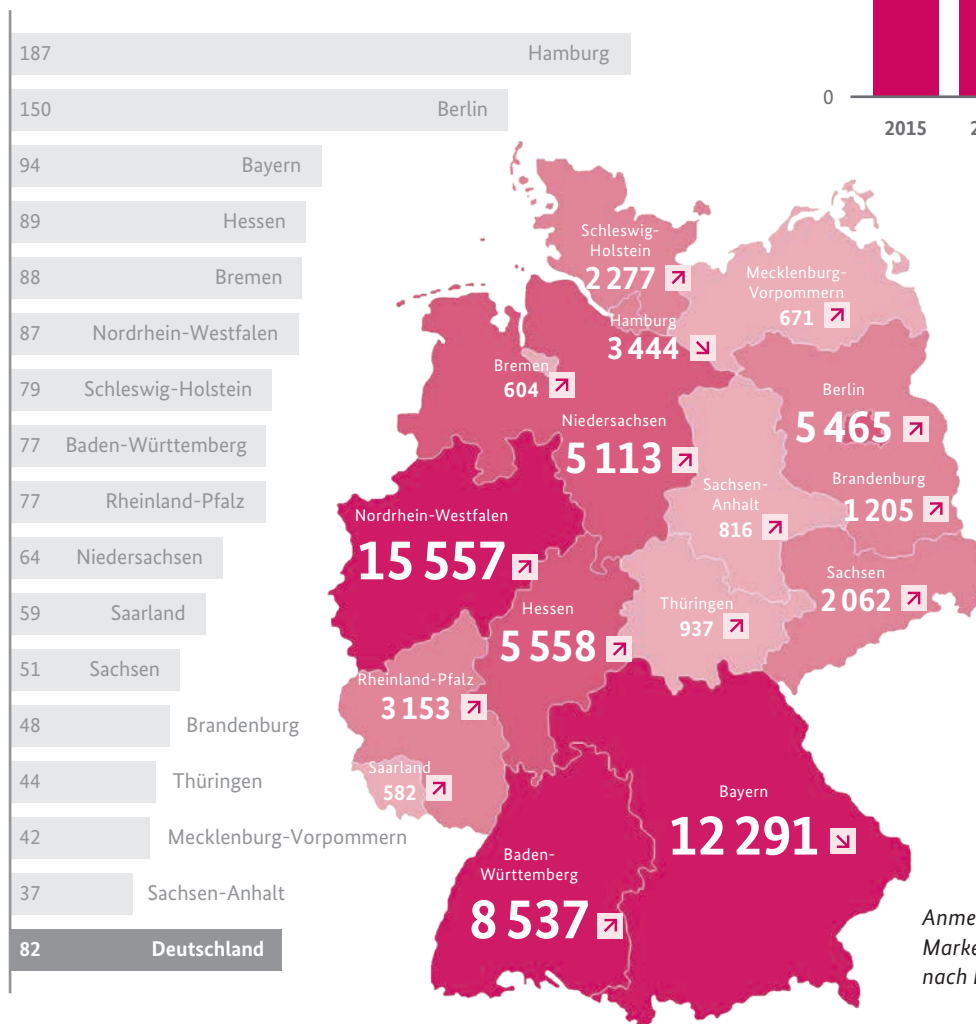 187 Hamburg
150 Berlin
94 Bayern
89 Hessen
88 Bremen
87 Nordrhein-Westfalen
79 Schleswig-Holstein
77 Baden-Württemberg
77 Rheinland-Pfalz
64 Niedersachsen
59 Saarland
51 Sachsen
48 Brandenburg
44 Thüringen
42 Mecklenburg-Vorpommern
37 Sachsen-Anhalt
82 Deutschland
0
2015
Schleswig-
Holstein
2 277
Mecklenburg-
Vorpommern
671
Hamburg
3 444
Bremen
604
Berlin
5 465
Niedersachsen
5 113
Brandenburg
1 205
Sachsen-
Anhalt
816
Nordrhein-Westfalen
15 557
Sachsen
2 062
Thüringen
937
Hessen
5 558
Rheinland-Pfalz
3 153
Saarland
582
Bayern
12 291
Baden-
Württemberg
8 537
nach